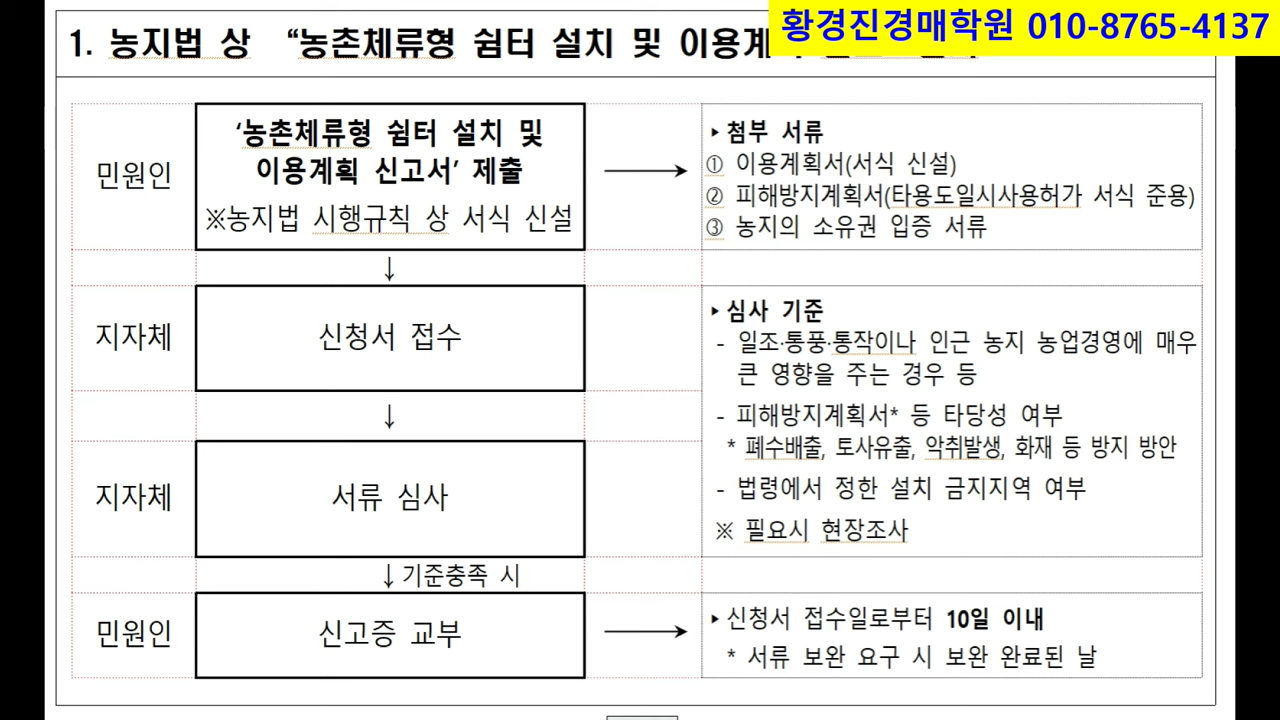 황경진경매학원 010-8765-4137
1. 농지법 상 “농촌체류형 쉼터 설치 및 이용계
민원인
‘농촌체류형 쉼터 설치 및
이용계획 신고서’ 제출
※농지법 시행규칙 상 서식 신설
▸첨부 서류
① 이용계획서(서식 신설)
② 피해방지계획서(타용도일시사용허가 서식 준용)
③ 농지의 소유권 입증 서류
↓
지자체
신청서 접수
↓
지자체
서류 심사
▸심사 기준
- 일조·통풍·통작이나 인근 농지 농업경영에 매우
큰 영향을 주는 경우 등
- 피해방지계획서* 등 타당성 여부
* 폐수배출, 토사유출, 악취발생, 화재 등 방지 방안
- 법령에서 정한 설치 금지지역 여부
※ 필요시 현장조사
↓기준충족 시
민원인
신고증 교부
▸신청서 접수일로부터 10일 이내
* 서류 보완 요구 시 보완 완료된 날